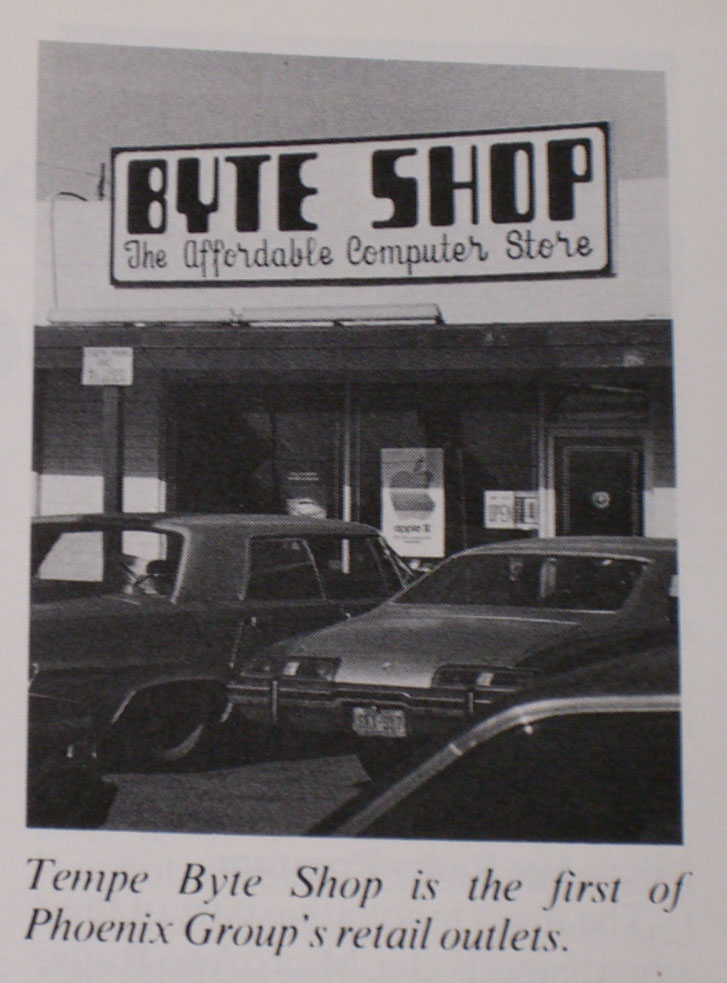 BYTE SHOP
The Affordable Computer Store
apple II
OPEN
Tempe Byte Shop is the first of
Phoenix Group's retail outlets.